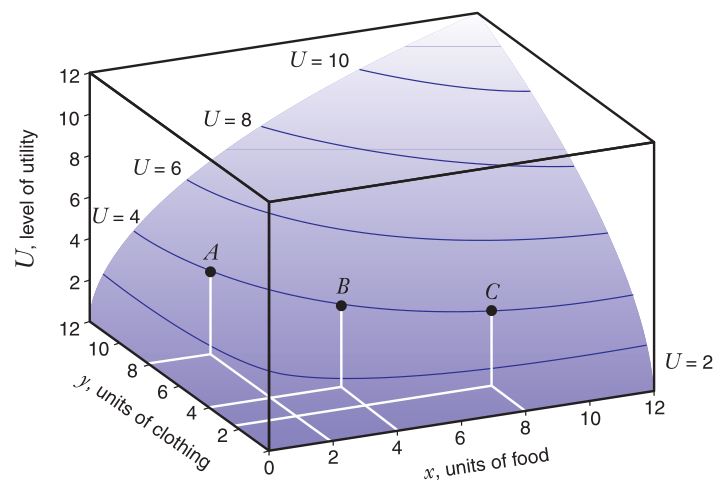 U = 10
12
10
U = 8
8
U = 6
6
U = 4
4
2
U, level of utility
A
B
C
12
10
8
6
4
2
0
y, units of clothing
2
4
6
8
10
12
U = 2
x, units of food